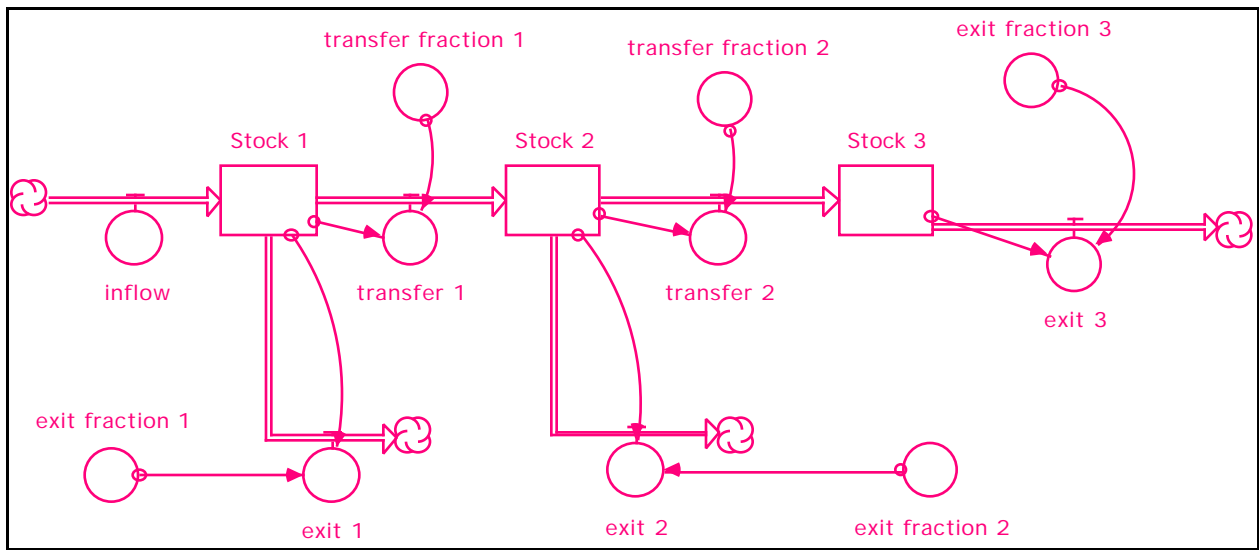 transfer fraction 1
transfer fraction 2
exit fraction 3
Stock 1
Stock 2
Stock 3
inflow
transfer 1
transfer 2
exit 3
exit fraction 1
exit 1
exit 2
exit fraction 2